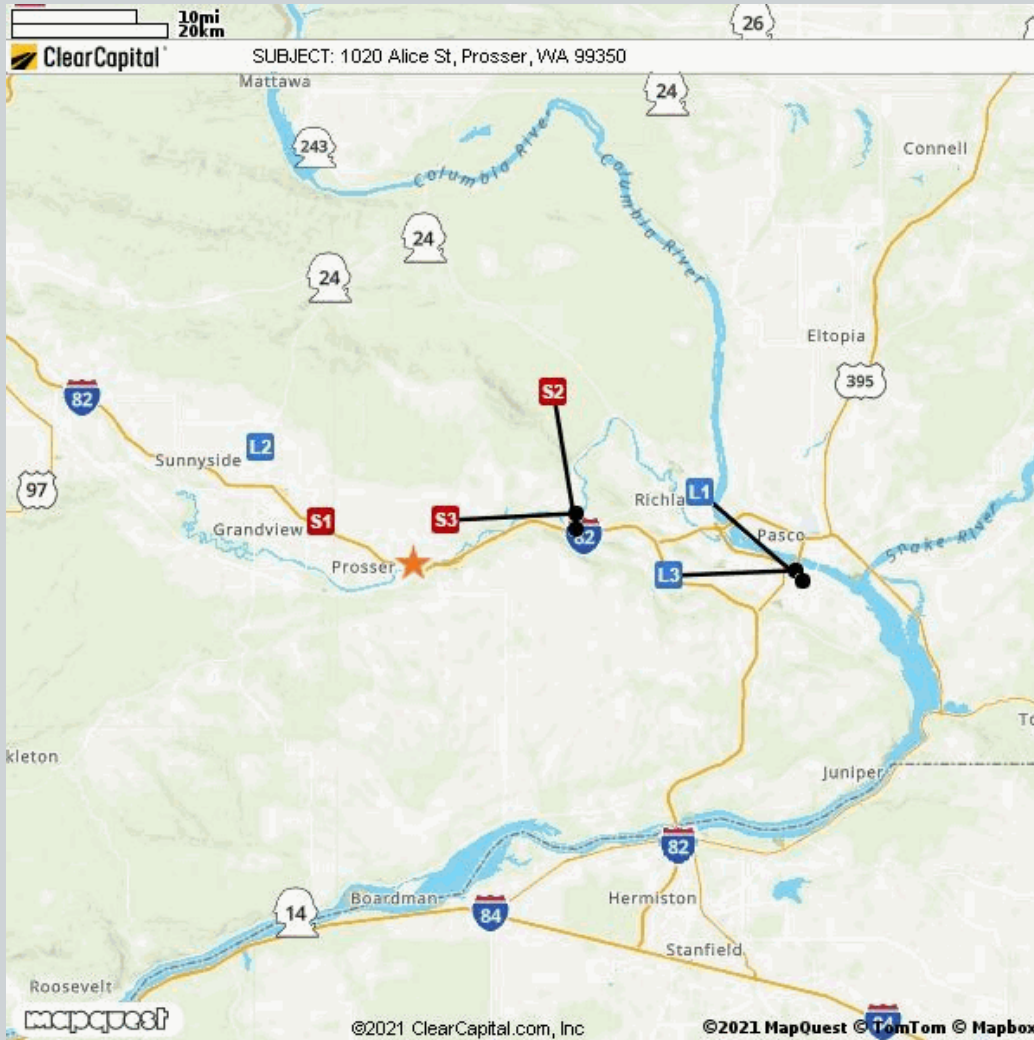 10mi
20km
26
ClearCapital
SUBJECT: 1020 Alice St, Prosser, WA 99350
Mattawa
24
243
Connell
Columbia River
Columbia River
24
24
Eltopia
395
82
S2
L2
Sunnyside
97
Richla
L1
Grandview
S1
S3
82
Pasco
Snake River
Prosser
L3
kleton
Juniper
82
Boardman
14
84
Hermiston
Stanfield
Roosevelt
84
mapquest
©2021 ClearCapital.com, Inc
©2021 MapQuest © TomTom © Mapbox